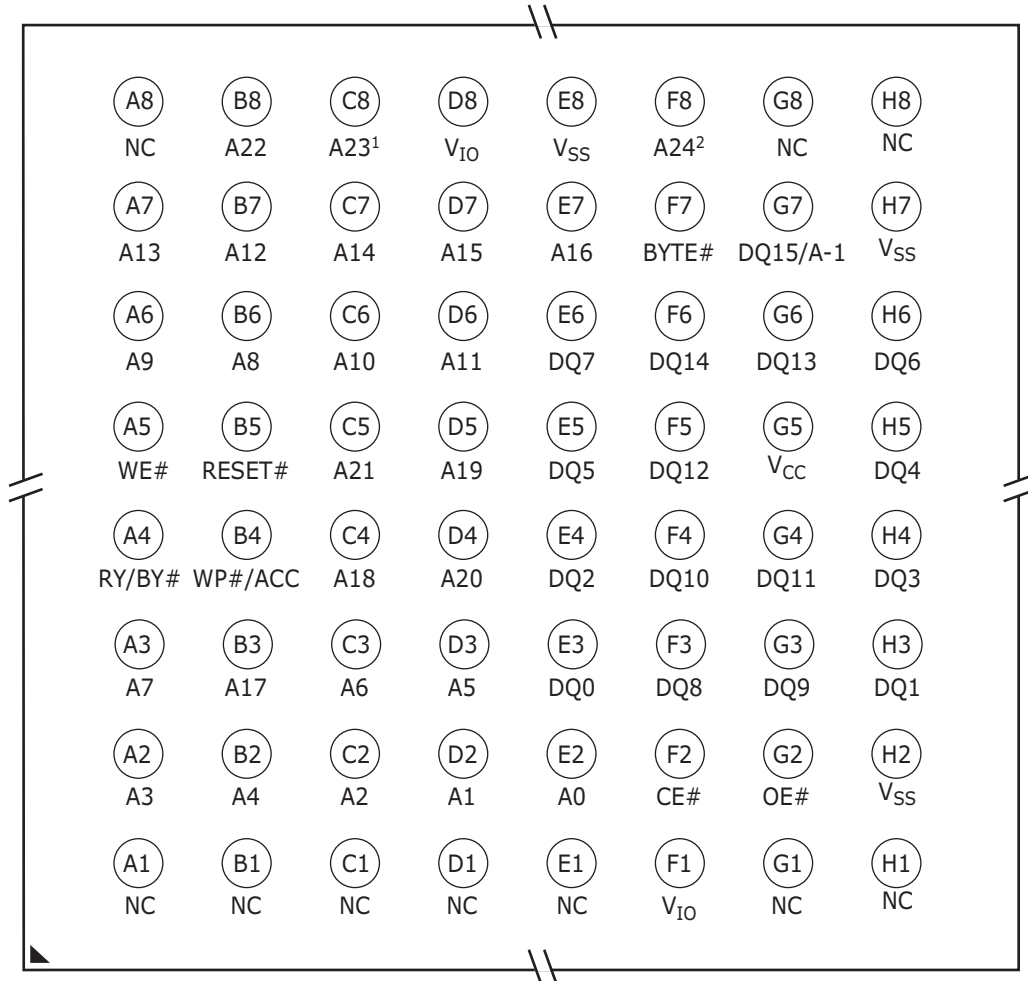 A8 B8 C8 D8 E8 F8 G8 H8
NC A22 A23¹ V_IO V_SS A24² NC NC
A7 B7 C7 D7 E7 F7 G7 H7
A13 A12 A14 A15 A16 BYTE# DQ15/A-1 V_SS
A6 B6 C6 D6 E6 F6 G6 H6
A9 A8 A10 A11 DQ7 DQ14 DQ13 DQ6
A5 B5 C5 D5 E5 F5 G5 H5
WE# RESET# A21 A19 DQ5 DQ12 V_CC DQ4
A4 B4 C4 D4 E4 F4 G4 H4
RY/BY# WP#/ACC A18 A20 DQ2 DQ10 DQ11 DQ3
A3 B3 C3 D3 E3 F3 G3 H3
A7 A17 A6 A5 DQ0 DQ8 DQ9 DQ1
A2 B2 C2 D2 E2 F2 G2 H2
A3 A4 A2 A1 A0 CE# OE# V_SS
A1 B1 C1 D1 E1 F1 G1 H1
NC NC NC NC NC V_IO NC NC